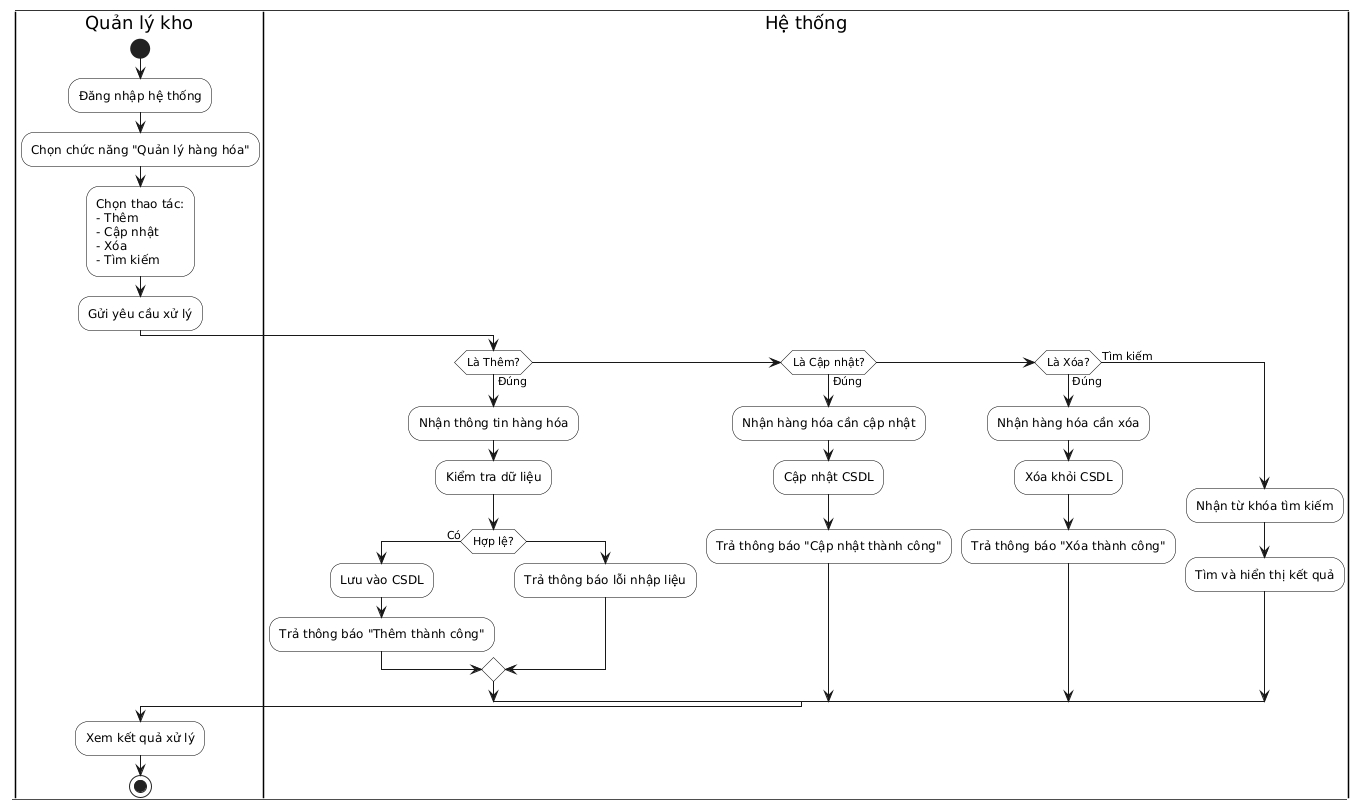 Quản lý kho
Hệ thống
Đăng nhập hệ thống
Chọn chức năng "Quản lý hàng hóa"
Chọn thao tác:
- Thêm
- Cập nhật
- Xóa
- Tìm kiếm
Gửi yêu cầu xử lý
Là Thêm?
Là Cập nhật?
Là Xóa?
Tìm kiếm
Đúng
Đúng
Đúng
Nhận thông tin hàng hóa
Nhận hàng hóa cần cập nhật
Nhận hàng hóa cần xóa
Kiểm tra dữ liệu
Cập nhật CSDL
Xóa khỏi CSDL
Nhận từ khóa tìm kiếm
Có
Hợp lệ?
Trả thông báo "Cập nhật thành công"
Trả thông báo "Xóa thành công"
Tìm và hiển thị kết quả
Lưu vào CSDL
Trả thông báo lỗi nhập liệu
Trả thông báo "Thêm thành công"
Xem kết quả xử lý